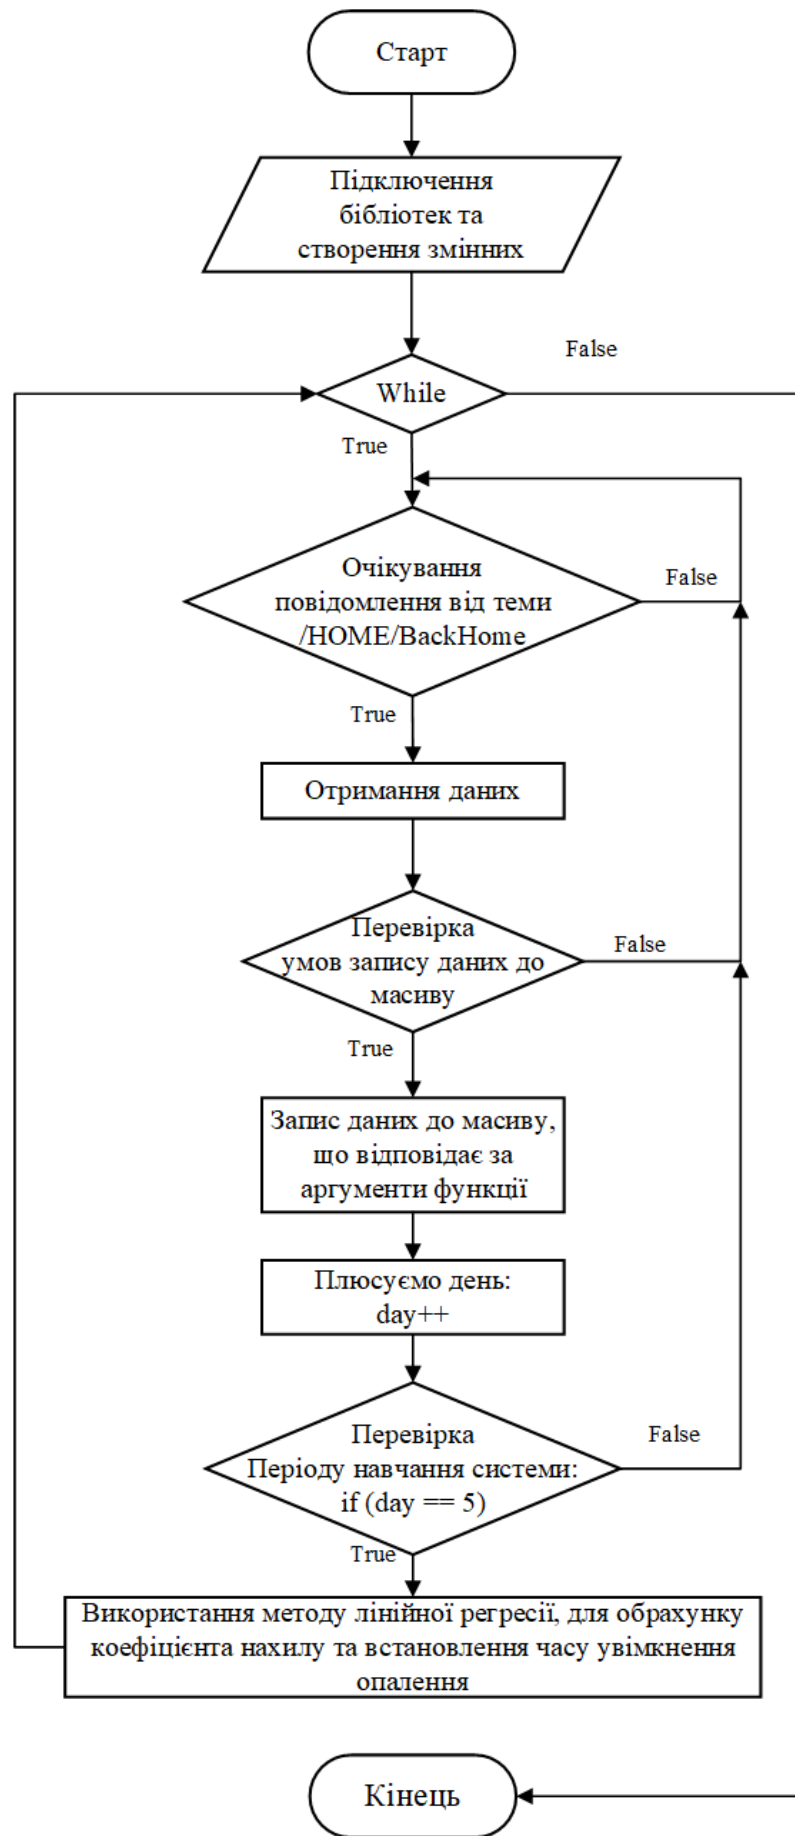 Старт
Підключення
бібліотек та
створення змінних
False
While
True
Очікування
повідомлення від теми
/HOME/BackHome
False
True
Отримання даних
Перевірка
умов запису даних до
масиву
False
True
Запис даних до масиву,
що відповідає за
аргументи функції
Плюсуємо день:
day++
Перевірка
Періоду навчання системи:
if (day == 5)
False
True
Використання методу лінійної регресії, для обрахунку
коефіцієнта нахилу та встановлення часу увімкнення
опалення
Кінець